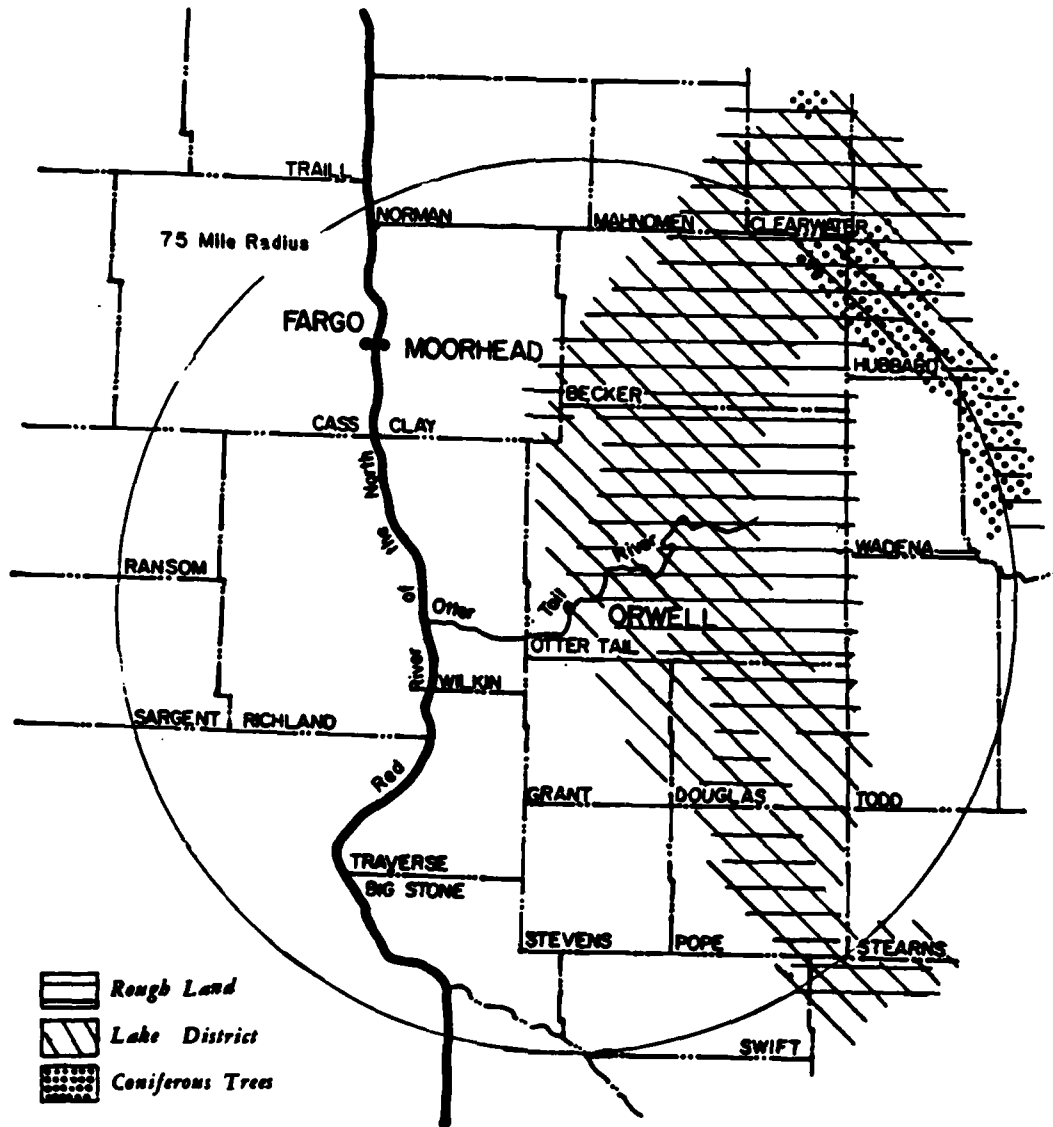 TRAILL
NORMAN
MAHNOMEN
CLEARWATER
75 Mile Radius
FARGO
MOORHEAD
HUBBARD
BECKER
CASS
CLAY
Red River of the North
Otter Tail River
WADENA
RANSOM
ORWELL
OTTER TAIL
WILKIN
SARGENT
RICHLAND
GRANT
DOUGLAS
TODD
TRAVERSE
BIG STONE
STEVENS
POPE
STEARNS
SWIFT
Rough Land
Lake District
Coniferous Trees